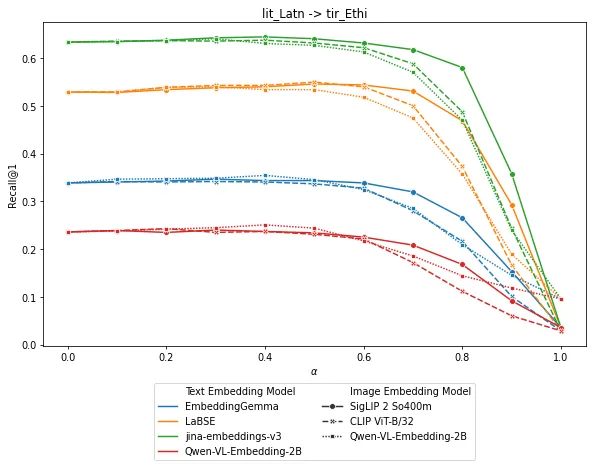 lit_Latn -> tir_Ethi
Recall@1
0.6
0.5
0.4
0.3
0.2
0.1
0.0
0.0 0.2 0.4 0.6 0.8 1.0
α
Text Embedding Model Image Embedding Model
EmbeddingGemma SigLIP 2 So400m
LaBSE CLIP ViT-B/32
jina-embeddings-v3 Qwen-VL-Embedding-2B
Qwen-VL-Embedding-2B